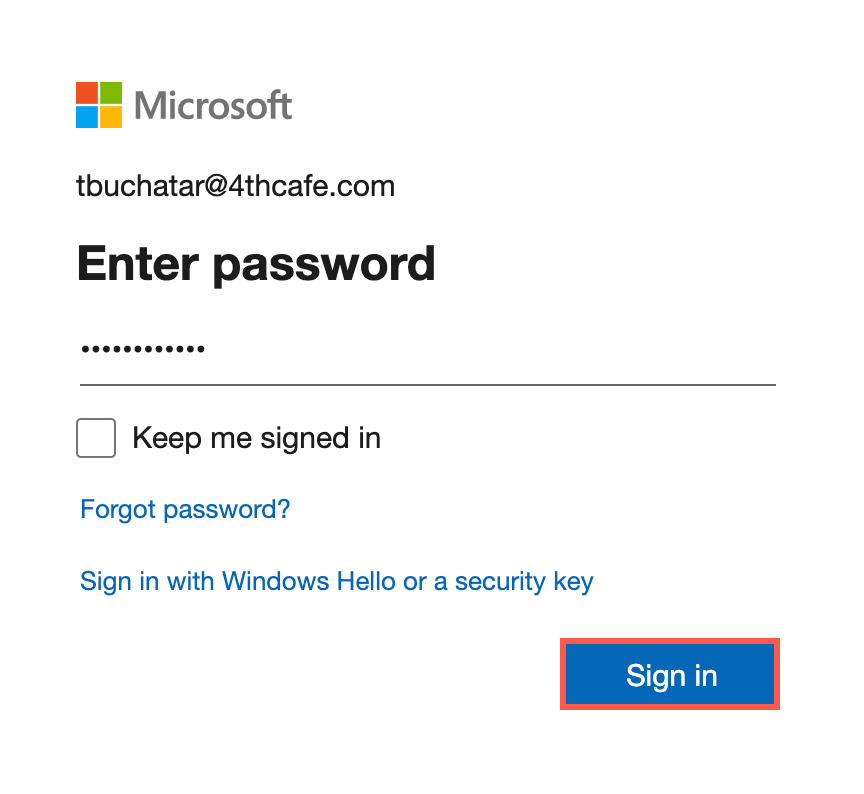 Microsoft
tbuchatar@4thcafe.com
Enter password
••••••••••••
Keep me signed in
Forgot password?
Sign in with Windows Hello or a security key
Sign in